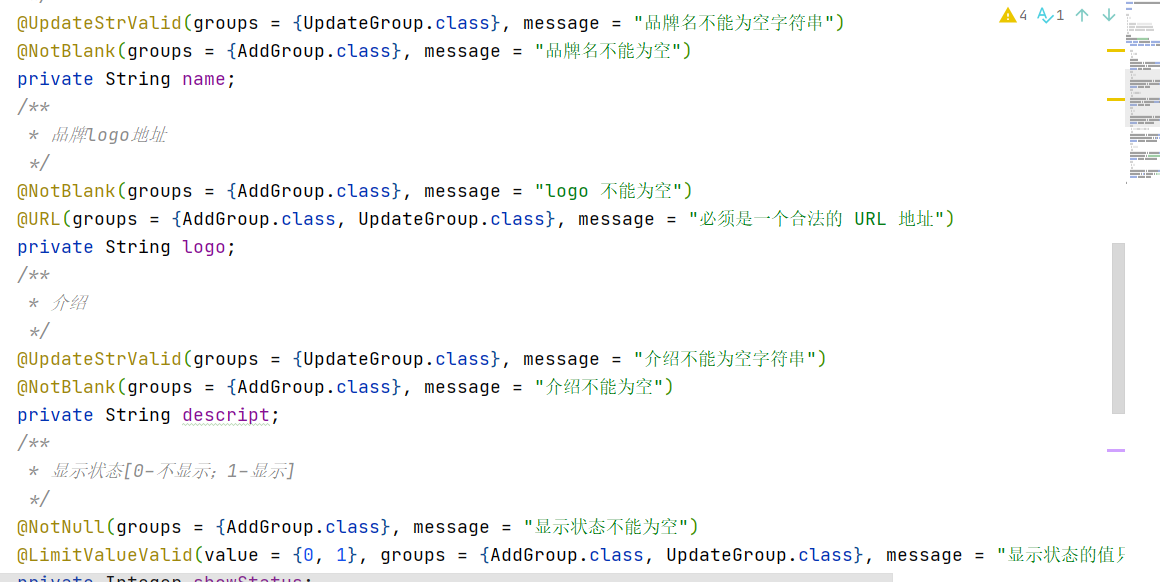 @UpdateStrValid(groups = {UpdateGroup.class}, message = "品牌名不能为空字符串")
4 1
@NotBlank(groups = {AddGroup.class}, message = "品牌名不能为空")
private String name;
/**
* 品牌logo地址
*/
@NotBlank(groups = {AddGroup.class}, message = "logo 不能为空")
@URL(groups = {AddGroup.class, UpdateGroup.class}, message = "必须是一个合法的 URL 地址")
private String logo;
/**
* 介绍
*/
@UpdateStrValid(groups = {UpdateGroup.class}, message = "介绍不能为空字符串")
@NotBlank(groups = {AddGroup.class}, message = "介绍不能为空")
private String descript;
/**
* 显示状态[0-不显示；1-显示]
*/
@NotNull(groups = {AddGroup.class}, message = "显示状态不能为空")
@LimitValueValid(value = {0, 1}, groups = {AddGroup.class, UpdateGroup.class}, message = "显示状态的值只
private Integer showStatus;